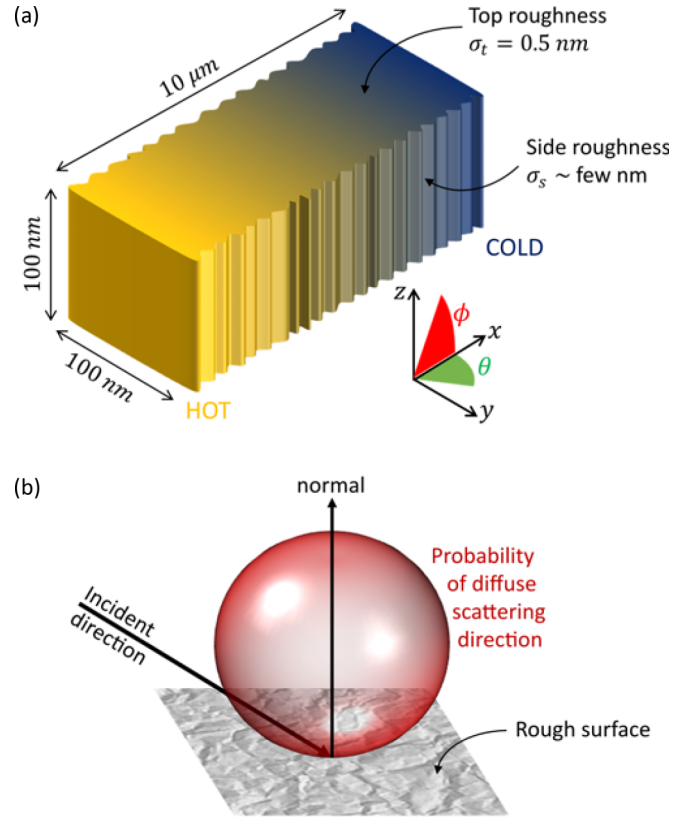 (a)
10 μm
Top roughness
σt = 0.5 nm
Side roughness
σs ~ few nm
100 nm
COLD
100 nm
HOT
z
ϕ
x
θ
y
(b)
normal
Probability
of diffuse
scattering
direction
Incident
direction
Rough surface